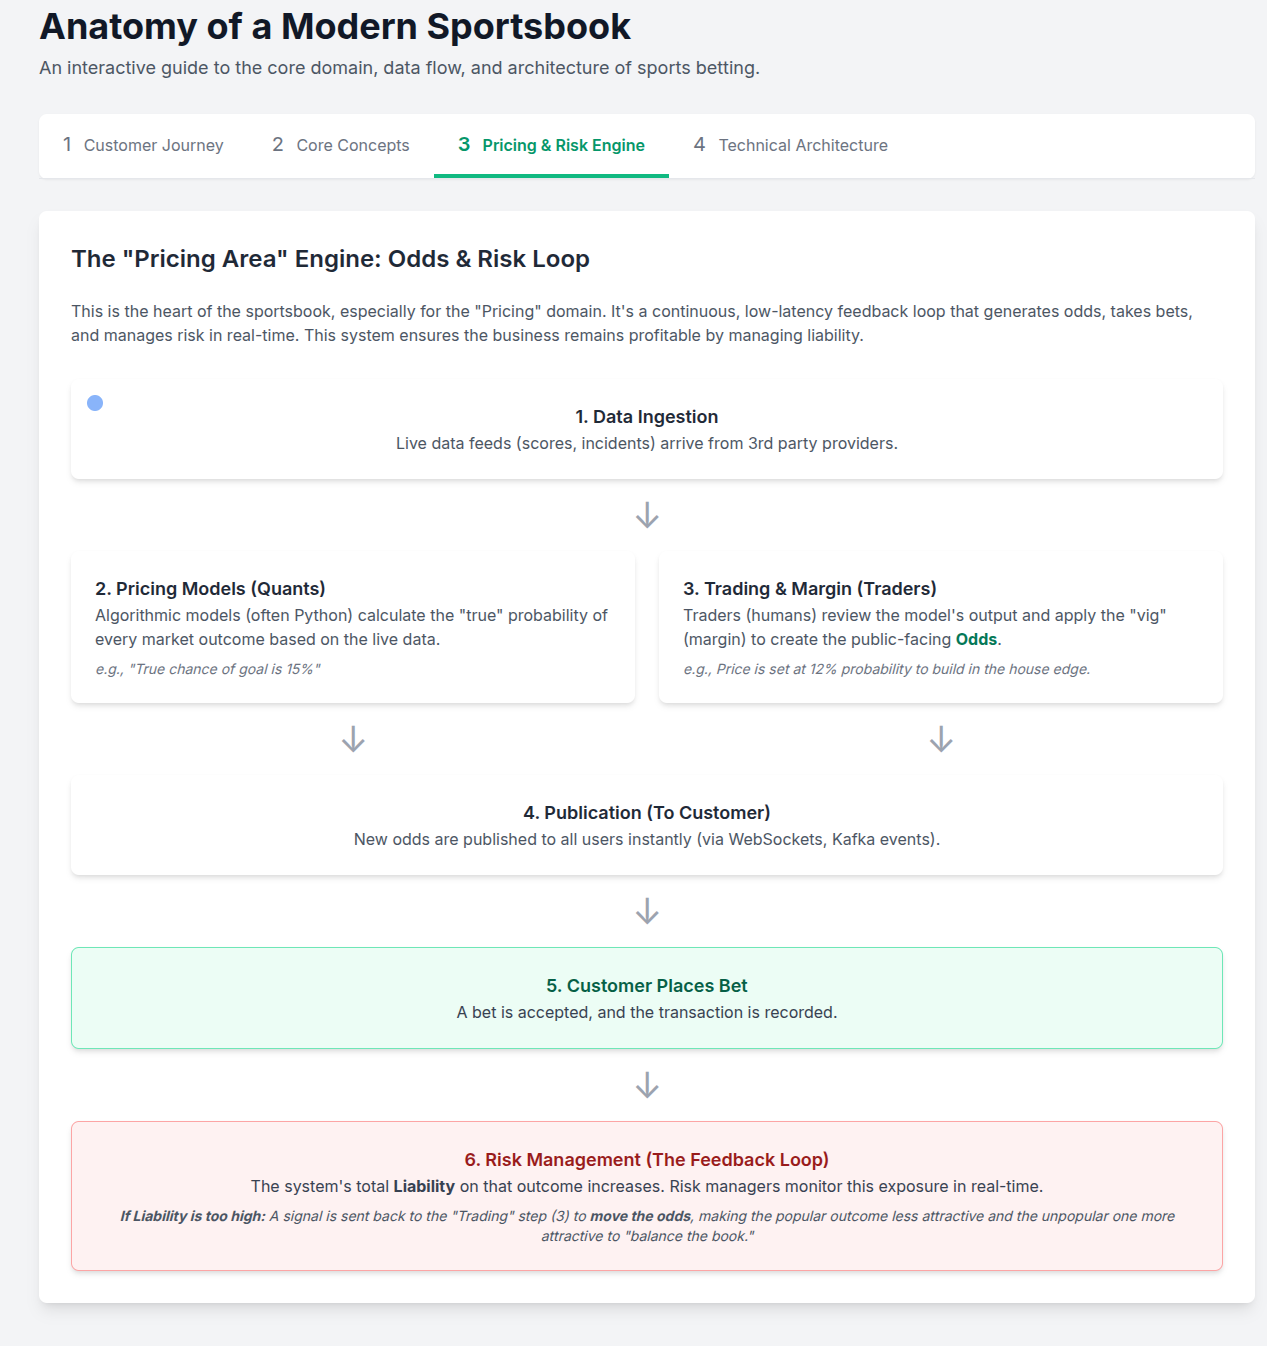 Anatomy of a Modern Sportsbook
An interactive guide to the core domain, data flow, and architecture of sports betting.
1 Customer Journey 2 Core Concepts 3 Pricing & Risk Engine 4 Technical Architecture
The "Pricing Area" Engine: Odds & Risk Loop
This is the heart of the sportsbook, especially for the "Pricing" domain. It's a continuous, low-latency feedback loop that generates odds, takes bets,
and manages risk in real-time. This system ensures the business remains profitable by managing liability.
1. Data Ingestion
Live data feeds (scores, incidents) arrive from 3rd party providers.
↓
2. Pricing Models (Quants)
Algorithmic models (often Python) calculate the "true" probability of
every market outcome based on the live data.
e.g., "True chance of goal is 15%"
3. Trading & Margin (Traders)
Traders (humans) review the model's output and apply the "vig"
(margin) to create the public-facing Odds.
e.g., Price is set at 12% probability to build in the house edge.
↓ ↓
4. Publication (To Customer)
New odds are published to all users instantly (via WebSockets, Kafka events).
↓
5. Customer Places Bet
A bet is accepted, and the transaction is recorded.
↓
6. Risk Management (The Feedback Loop)
The system's total Liability on that outcome increases. Risk managers monitor this exposure in real-time.
If Liability is too high: A signal is sent back to the "Trading" step (3) to move the odds, making the popular outcome less attractive and the unpopular one more
attractive to "balance the book."